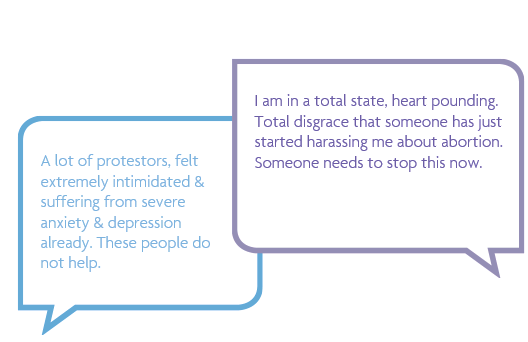 A lot of protestors, felt
extremely intimidated &
suffering from severe
anxiety & depression
already. These people do
not help.
I am in a total state, heart pounding.
Total disgrace that someone has just
started harassing me about abortion.
Someone needs to stop this now.